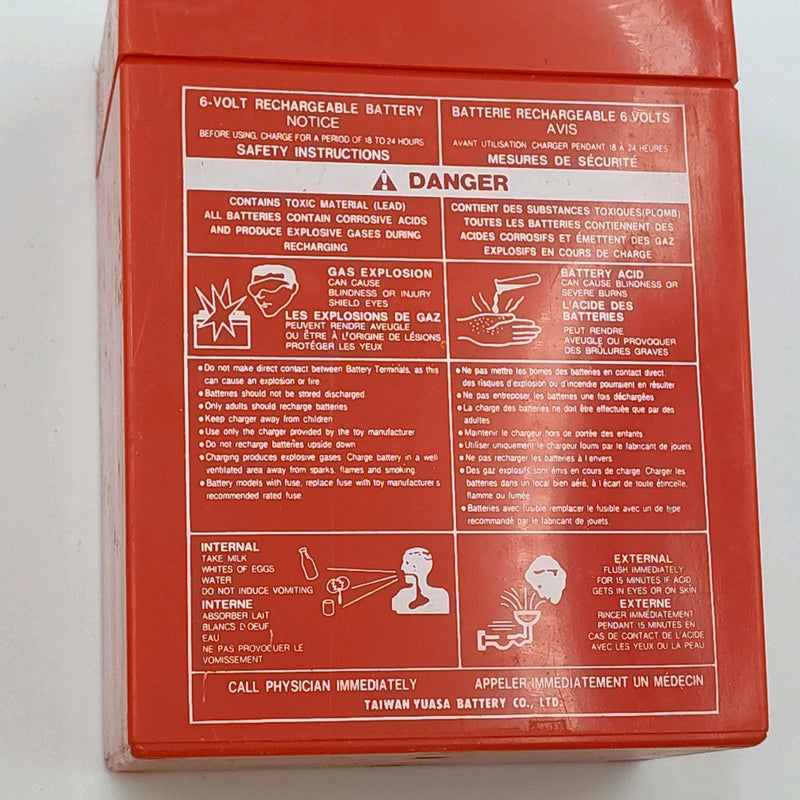 6-VOLT RECHARGEABLE BATTERY
NOTICE
BEFORE USING, CHARGE FOR A PERIOD OF 18 TO 24 HOURS
SAFETY INSTRUCTIONS
BATTERIE RECHARGEABLE 6 VOLTS
AVIS
AVANT UTILISATION CHARGER PENDANT 18 À 24 HEURES
MESURES DE SÉCURITÉ
DANGER
CONTAINS TOXIC MATERIAL (LEAD)
ALL BATTERIES CONTAIN CORROSIVE ACIDS
AND PRODUCE EXPLOSIVE GASES DURING
RECHARGING
CONTIENT DES SUBSTANCES TOXIQUES(PLOMB)
TOUTES LES BATTERIES CONTIENNENT DES
ACIDES CORROSIFS ET ÉMETTENT DES GAZ
EXPLOSIFS EN COURS DE CHARGE
GAS EXPLOSION
CAN CAUSE
BLINDNESS OR INJURY
SHIELD EYES
LES EXPLOSIONS DE GAZ
PEUVENT RENDRE AVEUGLE
OU ÊTRE À L'ORIGINE DE LÉSIONS
PROTÉGER LES YEUX
BATTERY ACID
CAN CAUSE BLINDNESS OR
SEVERE BURNS
L'ACIDE DES
BATTERIES
PEUT RENDRE
AVEUGLE OU PROVOQUER
DES BRÛLURES GRAVES
• Do not make direct contact between Battery Terminals, as this
can cause an explosion or fire
• Batteries should not be stored discharged
• Only adults should recharge batteries
• Keep charger away from children
• Use only the charger provided by the toy manufacturer
• Do not recharge batteries upside down
• Charging produces explosive gases. Charge battery in a well
ventilated area away from sparks, flames and smoking.
• Battery models with fuse, replace fuse with toy manufacturer s
recommended rated fuse.
• Ne pas mettre les bornes des batteries en contact direct,
des risques d'explosion ou d'incendie pourraient en résulter
• Ne pas entreposer les batteries une fois déchargées
• La charge des batteries ne doit être effectuée que par des
adultes
• Maintenir le chargeur hors de portée des enfants
• Utiliser uniquement le chargeur fourni par le fabricant de jouets
• Ne pas recharger les batteries à l envers
• Des gaz explosifs sont émis en cours de charge. Charger les
batteries dans un local bien aéré, à l écart de toute étincelle,
flamme ou fumée.
• Batteries avec fusible remplacer le fusible avec un de type
recommandé par le fabricant de jouets.
INTERNAL
TAKE MILK
WHITES OF EGGS
WATER
DO NOT INDUCE VOMITING
INTERNE
ABSORBER LAIT
BLANCS D'OEUF
EAU
NE PAS PROVOQUER LE
VOMISSEMENT
EXTERNAL
FLUSH IMMEDIATELY
FOR 15 MINUTES IF ACID
GETS IN EYES OR ON SKIN
EXTERNE
RINCER IMMÉDIATEMENT
PENDANT 15 MINUTES EN
CAS DE CONTACT DE L'ACIDE
AVEC LES YEUX OU LA PEAU
CALL PHYSICIAN IMMEDIATELY
APPELER IMMÉDIATEMENT UN MÉDECIN
TAIWAN YUASA BATTERY CO., LTD.